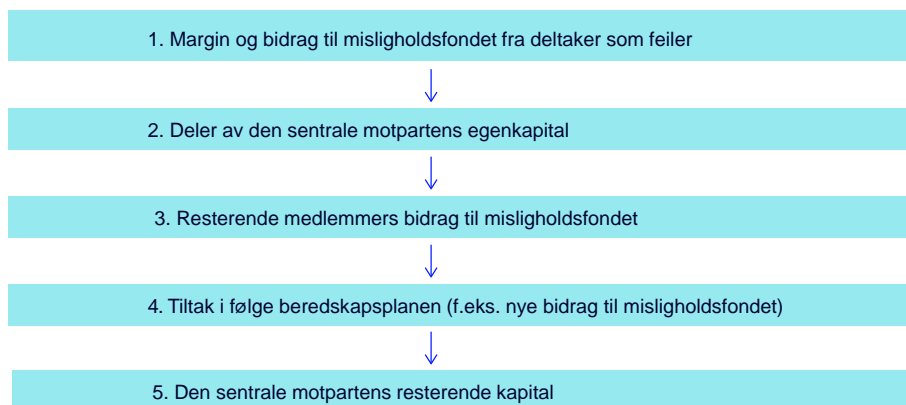 1. Margin og bidrag til misligholdsfondet fra deltaker som feiler
2. Deler av den sentrale motpartens egenkapital
3. Resterende medlemmers bidrag til misligholdsfondet
4. Tiltak i følge beredskapsplanen (f.eks. nye bidrag til misligholdsfondet)
5. Den sentrale motpartens resterende kapital